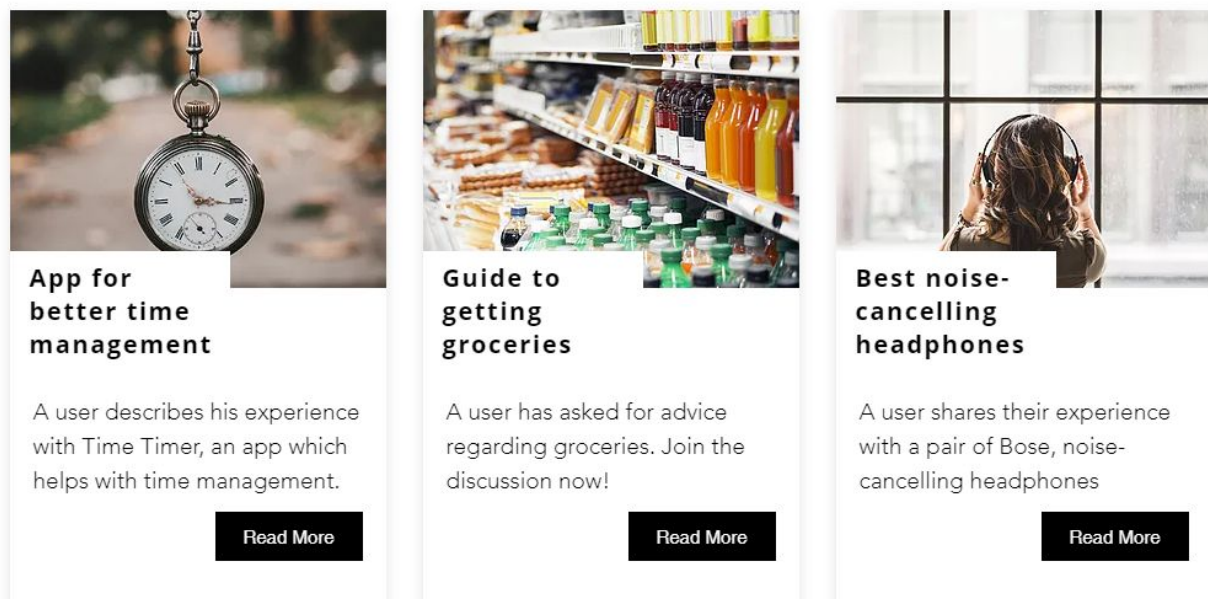 App for
better time
management
A user describes his experience
with Time Timer, an app which
helps with time management.
Read More
Guide to
getting
groceries
A user has asked for advice
regarding groceries. Join the
discussion now!
Read More
Best noise-
cancelling
headphones
A user shares their experience
with a pair of Bose, noise-
cancelling headphones
Read More